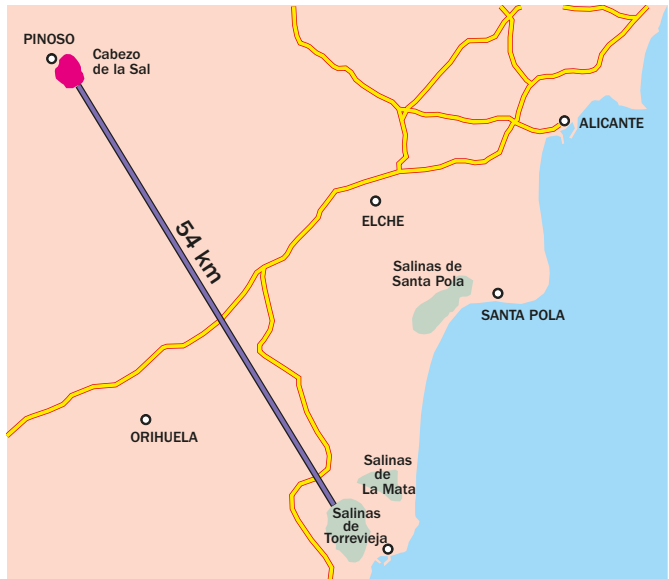 PINOSO
Cabezo
de la Sal
ALICANTE
54 km
ELCHE
Salinas de
Santa Pola
SANTA POLA
ORIHUELA
Salinas
de
La Mata
Salinas
de
Torrevieja